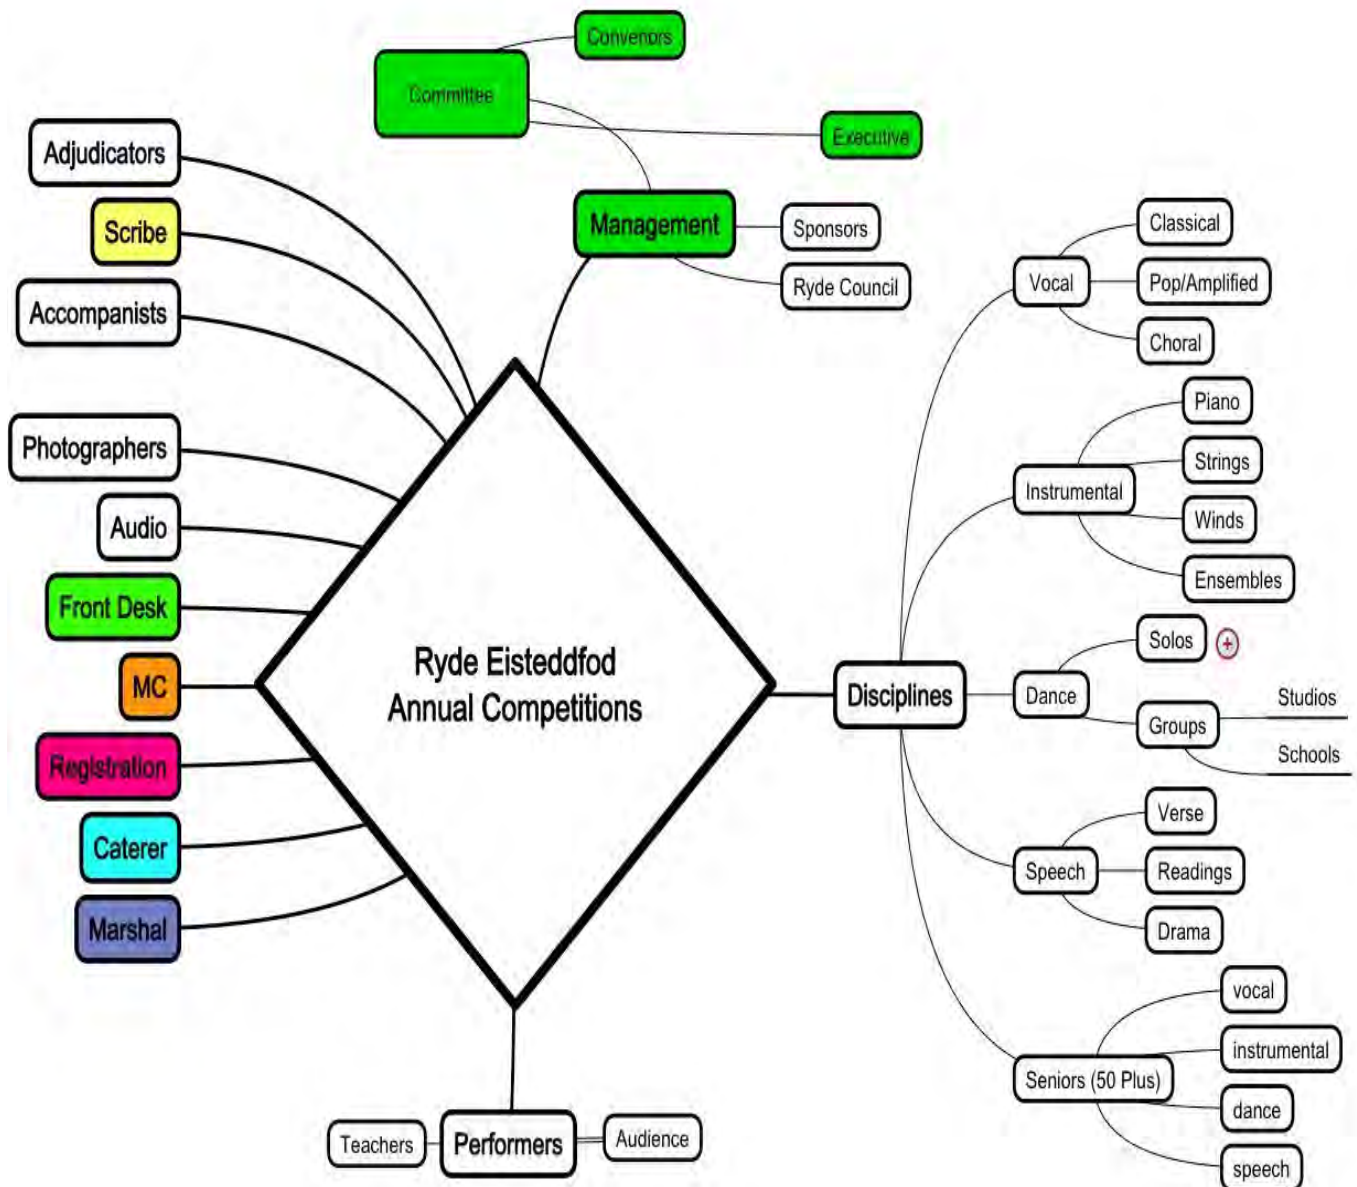 Convenors
Committee
Executive
Management
Sponsors
Ryde Council
Adjudicators
Scribe
Accompanists
Photographers
Audio
Front Desk
MC
Registration
Caterer
Marshal
Ryde Eisteddfod
Annual Competitions
Teachers
Performers
Audience
Disciplines
Vocal
Classical
Pop/Amplified
Choral
Instrumental
Piano
Strings
Winds
Ensembles
Dance
Solos
Groups
Studios
Schools
Speech
Verse
Readings
Drama
Seniors (50 Plus)
vocal
instrumental
dance
speech